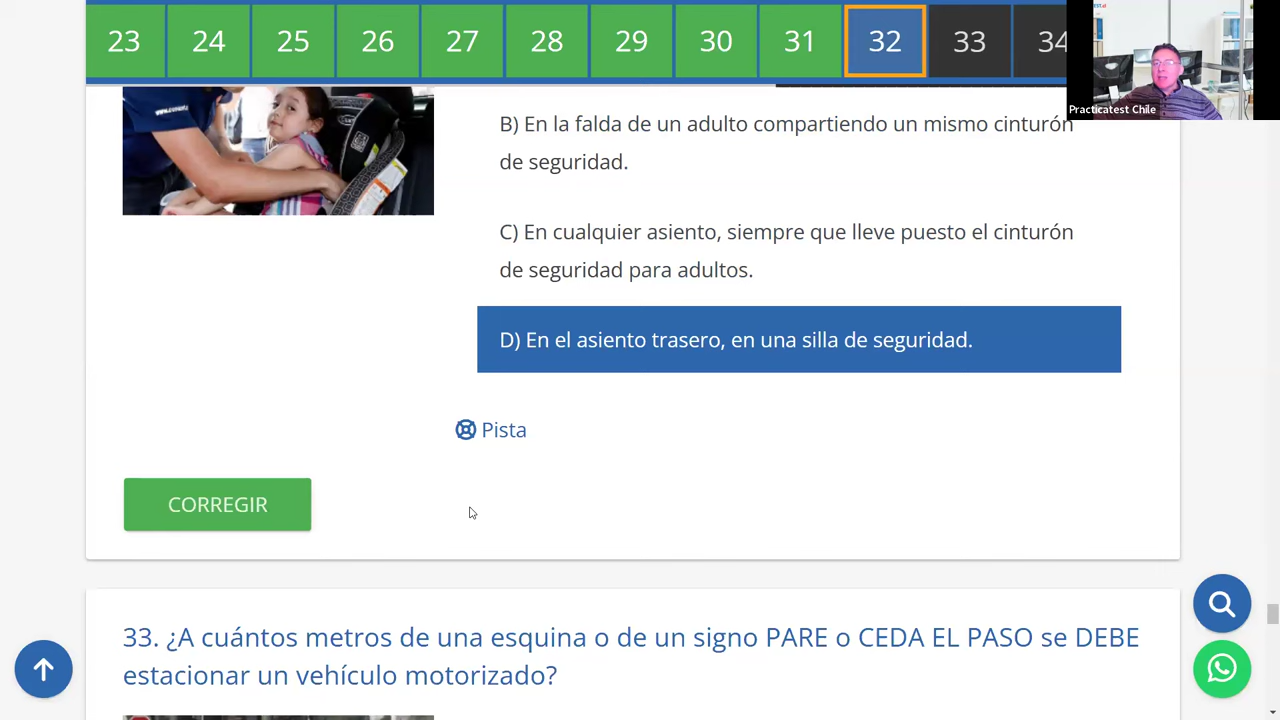 23 24 25 26 27 28 29 30 31 32 33 34
Practicatest Chile
B) En la falda de un adulto compartiendo un mismo cinturón
de seguridad.
C) En cualquier asiento, siempre que lleve puesto el cinturón
de seguridad para adultos.
D) En el asiento trasero, en una silla de seguridad.
Pista
CORREGIR
33. ¿A cuántos metros de una esquina o de un signo PARE o CEDA EL PASO se DEBE
estacionar un vehículo motorizado?